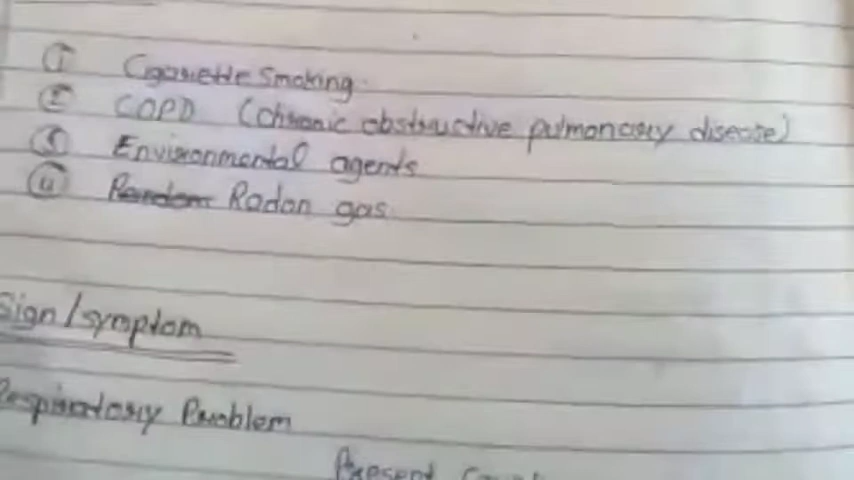 ① Cigarette Smoking.
② COPD (Chronic obstructive pulmonary disease)
③ Environmental agents
④ Radon gas.
Sign/symptom
Respiratory Problem
Present